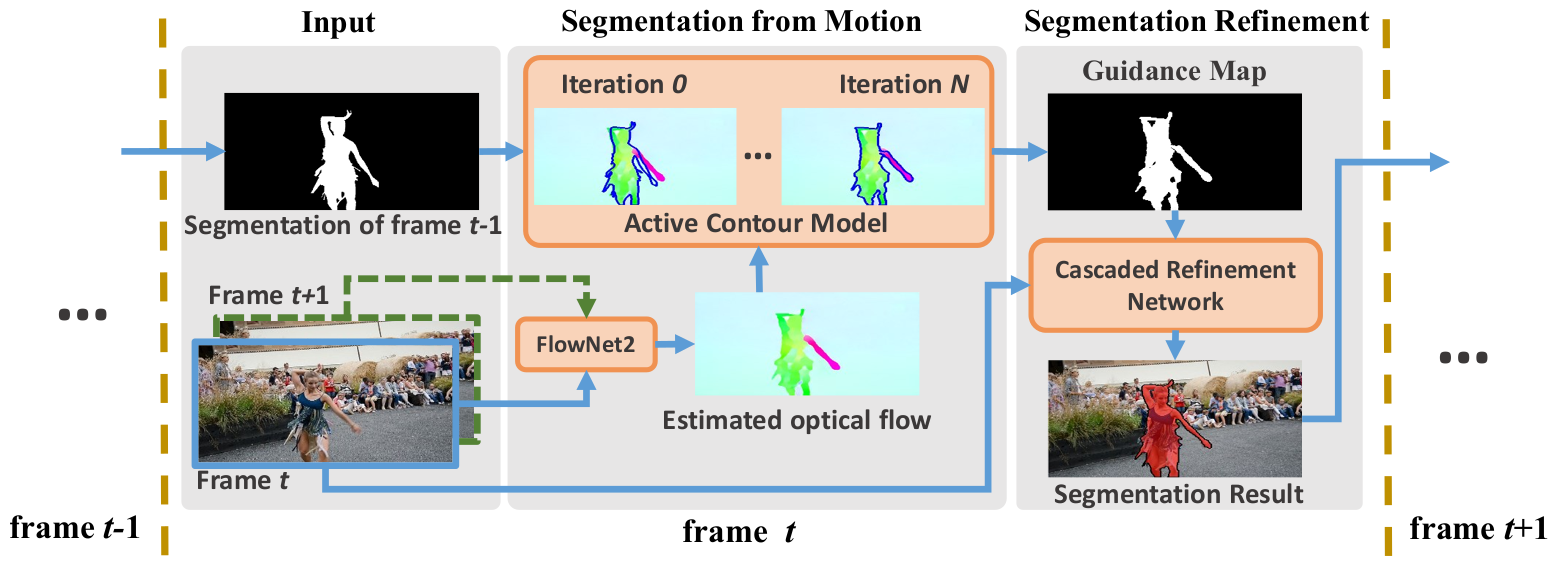 Input
Segmentation from Motion
Segmentation Refinement
Iteration 0
Iteration N
Guidance Map
...
Segmentation of frame t-1
Active Contour Model
Cascaded Refinement
Network
Frame t+1
...
FlowNet2
...
Estimated optical flow
Frame t
Segmentation Result
frame t-1
frame t
frame t+1